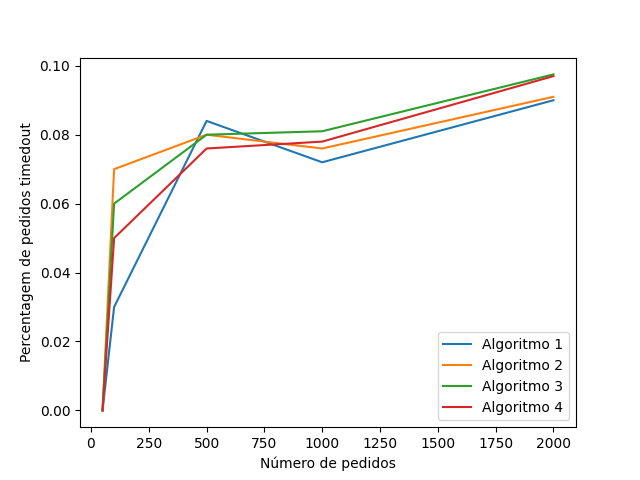 0.10
0.08
0.06
0.04
0.02
0.00
Percentagem de pedidos timedout
Algoritmo 1
Algoritmo 2
Algoritmo 3
Algoritmo 4
0 250 500 750 1000 1250 1500 1750 2000
Número de pedidos